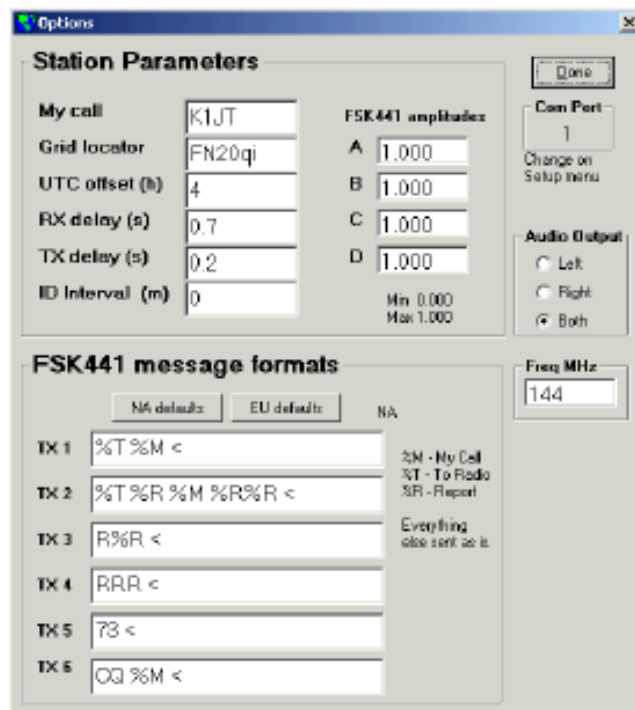 Options
Station Parameters
My call K1JT
Grid locator FN20qi
UTC offset (h) 4
RX delay (s) 0.7
TX delay (s) 0.2
ID Interval (m) 0
FSK441 amplitudes
A 1.000
B 1.000
C 1.000
D 1.000
Min 0.000
Max 1.000
Done
Com Port
1
Change on
Setup menu
Audio Output
Left
Right
Both
Freq MHz
144
FSK441 message formats
NA defaults EU defaults NA
TX 1 %T %M <
TX 2 %T %R %M %R%R <
TX 3 R%R <
TX 4 RRR <
TX 5 73 <
TX 6 CQ %M <
%M - My Call
%T - To Radio
%R - Report
Everything
else sent as is.